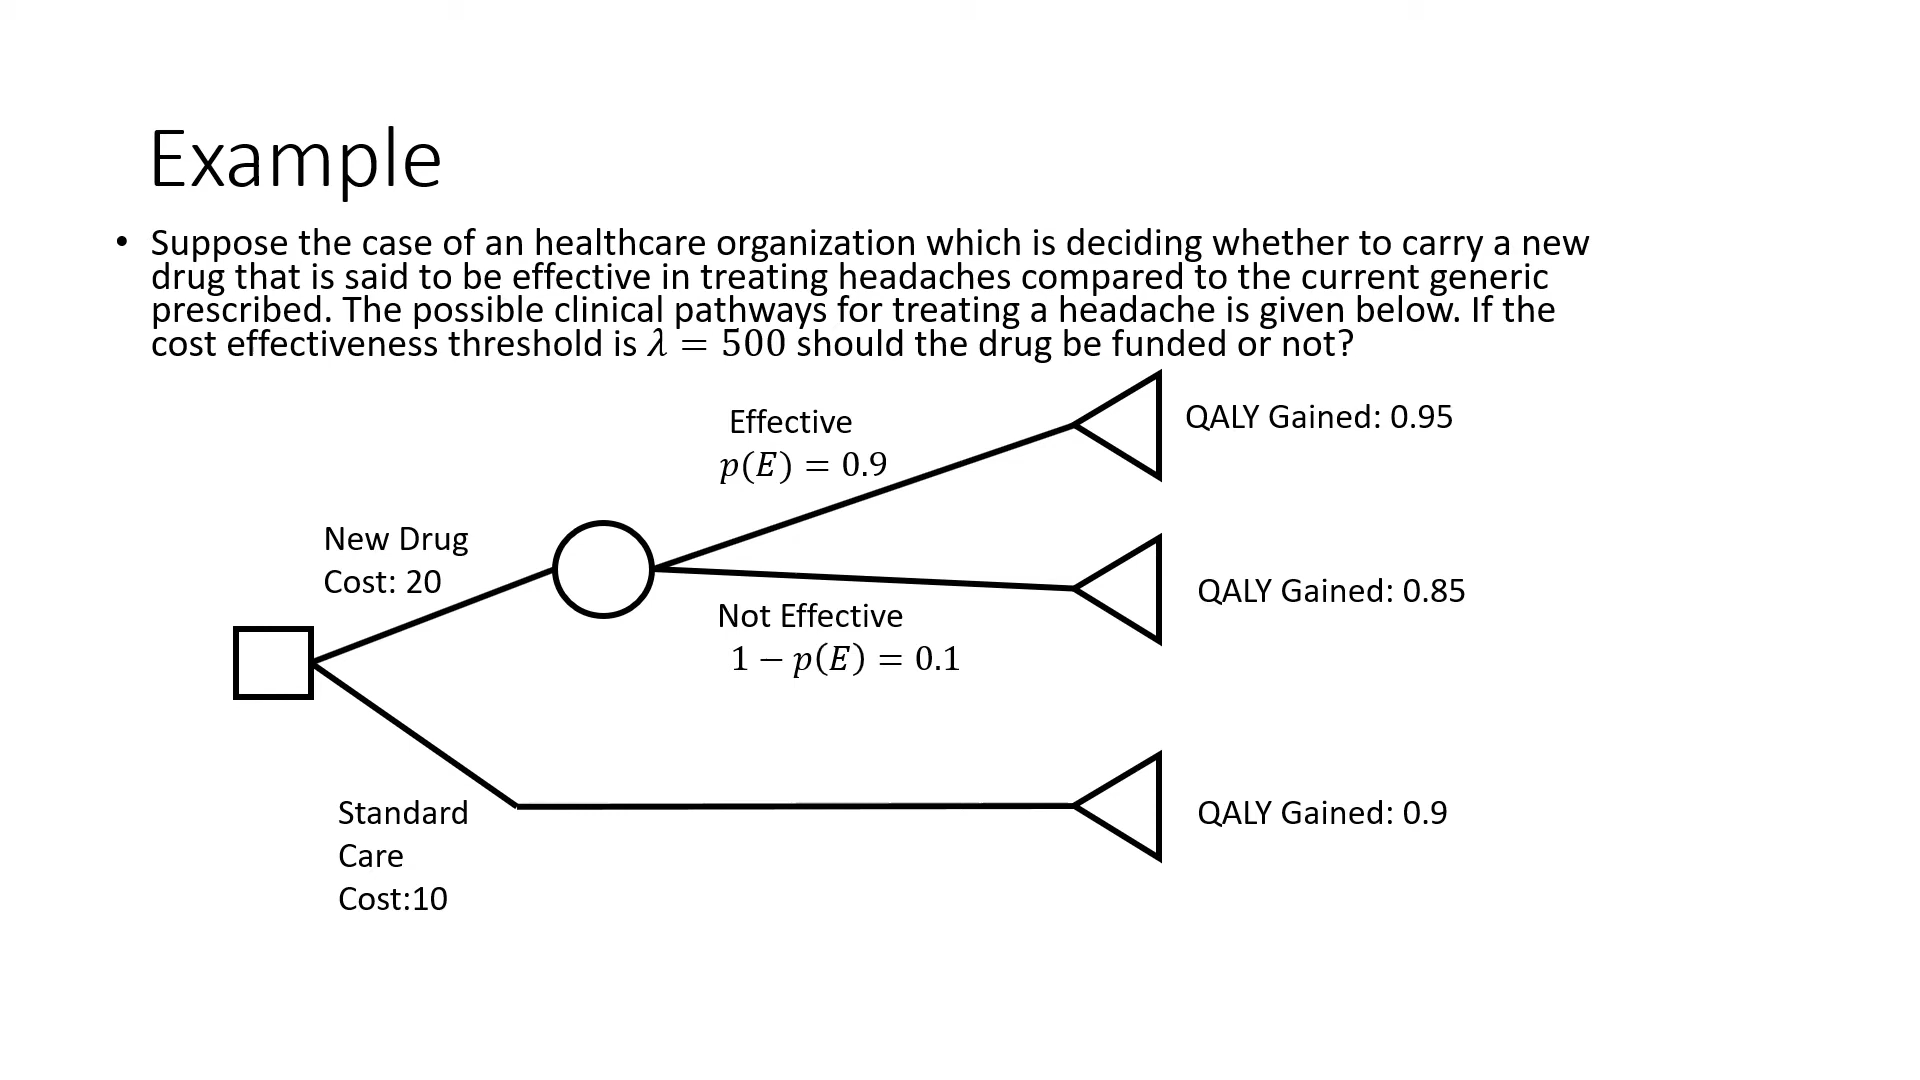 Example
• Suppose the case of an healthcare organization which is deciding whether to carry a new
drug that is said to be effective in treating headaches compared to the current generic
prescribed. The possible clinical pathways for treating a headache is given below. If the
cost effectiveness threshold is λ = 500 should the drug be funded or not?
Effective
p(E) = 0.9
QALY Gained: 0.95
New Drug
Cost: 20
QALY Gained: 0.85
Not Effective
1 − p(E) = 0.1
Standard
Care
Cost:10
QALY Gained: 0.9